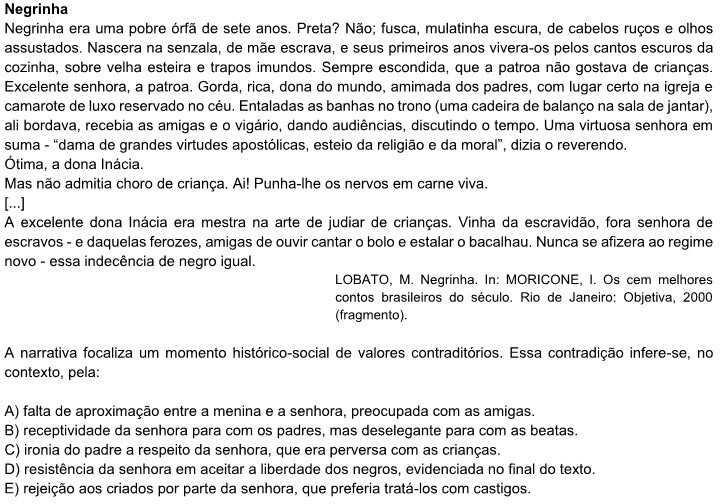 Negrinha
Negrinha era uma pobre órfã de sete anos. Preta? Não; fusca, mulatinha escura, de cabelos ruços e olhos
assustados. Nascera na senzala, de mãe escrava, e seus primeiros anos vivera-os pelos cantos escuros da
cozinha, sobre velha esteira e trapos imundos. Sempre escondida, que a patroa não gostava de crianças.
Excelente senhora, a patroa. Gorda, rica, dona do mundo, amimada dos padres, com lugar certo na igreja e
camarote de luxo reservado no céu. Entaladas as banhas no trono (uma cadeira de balanço na sala de jantar),
ali bordava, recebia as amigas e o vigário, dando audiências, discutindo o tempo. Uma virtuosa senhora em
suma - “dama de grandes virtudes apostólicas, esteio da religião e da moral”, dizia o reverendo.
Ótima, a dona Inácia.
Mas não admitia choro de criança. Ai! Punha-lhe os nervos em carne viva.
[...]
A excelente dona Inácia era mestra na arte de judiar de crianças. Vinha da escravidão, fora senhora de
escravos - e daquelas ferozes, amigas de ouvir cantar o bolo e estalar o bacalhau. Nunca se afizera ao regime
novo - essa indecência de negro igual.
LOBATO, M. Negrinha. In: MORICONE, I. Os cem melhores
contos brasileiros do século. Rio de Janeiro: Objetiva, 2000
(fragmento).
A narrativa focaliza um momento histórico-social de valores contraditórios. Essa contradição infere-se, no
contexto, pela:
A) falta de aproximação entre a menina e a senhora, preocupada com as amigas.
B) receptividade da senhora para com os padres, mas deselegante para com as beatas.
C) ironia do padre a respeito da senhora, que era perversa com as crianças.
D) resistência da senhora em aceitar a liberdade dos negros, evidenciada no final do texto.
E) rejeição aos criados por parte da senhora, que preferia tratá-los com castigos.